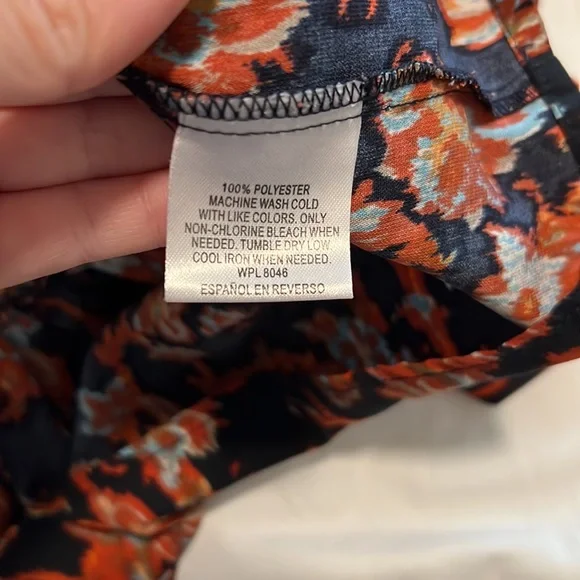 100% POLYESTER
MACHINE WASH COLD
WITH LIKE COLORS. ONLY
NON-CHLORINE BLEACH WHEN
NEEDED. TUMBLE DRY LOW.
COOL IRON WHEN NEEDED.
WPL 8046
ESPAÑOL EN REVERSO